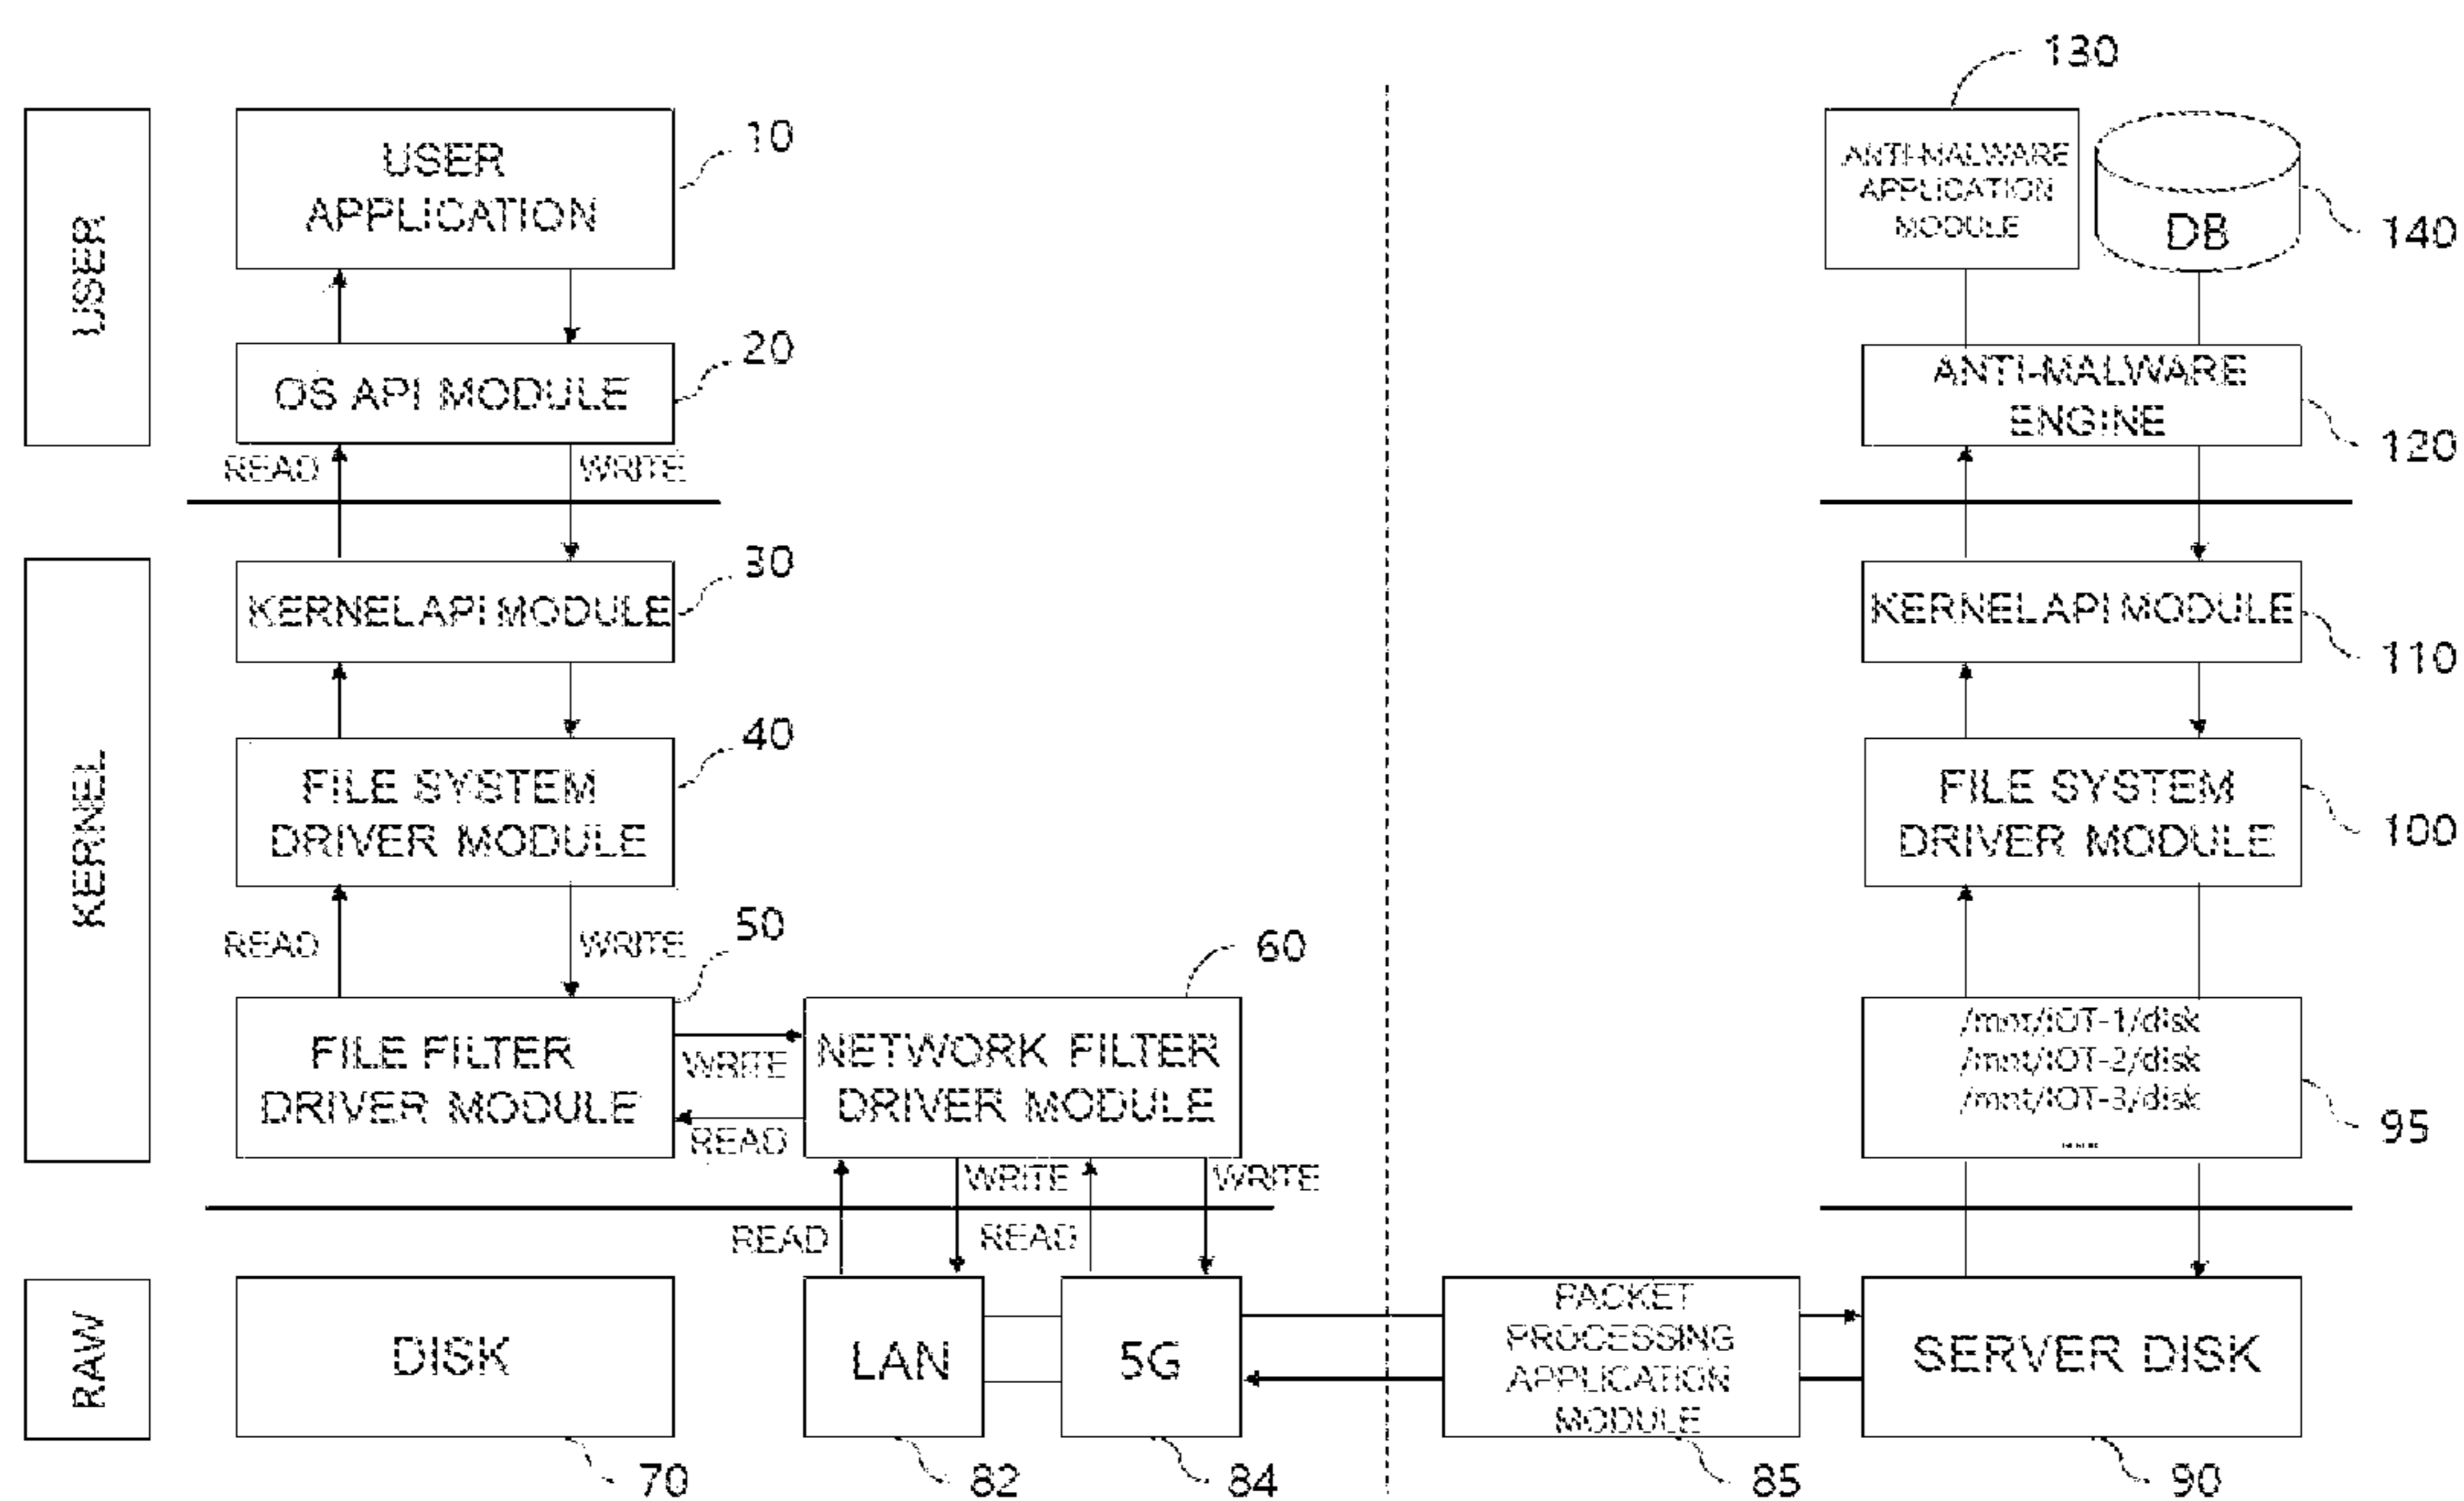 130
USER
USER
APPLICATION
10
ANTI-MALWARE
APPLICATION
MODULE
DB
140
OS API MODULE
20
ANTI-MALWARE
ENGINE
120
READ
WRITE
KERNEL
KERNEL API MODULE
30
KERNEL API MODULE
110
FILE SYSTEM
DRIVER MODULE
40
FILE SYSTEM
DRIVER MODULE
100
READ
WRITE
50
60
FILE FILTER
DRIVER MODULE
WRITE
READ
NETWORK FILTER
DRIVER MODULE
/mnt/IOT-1/disk
/mnt/IOT-2/disk
/mnt/IOT-3/disk
......
95
WRITE
WRITE
READ
READ
RAW
DISK
LAN
5G
PACKET
PROCESSING
APPLICATION
MODULE
SERVER DISK
70
82
84
85
90